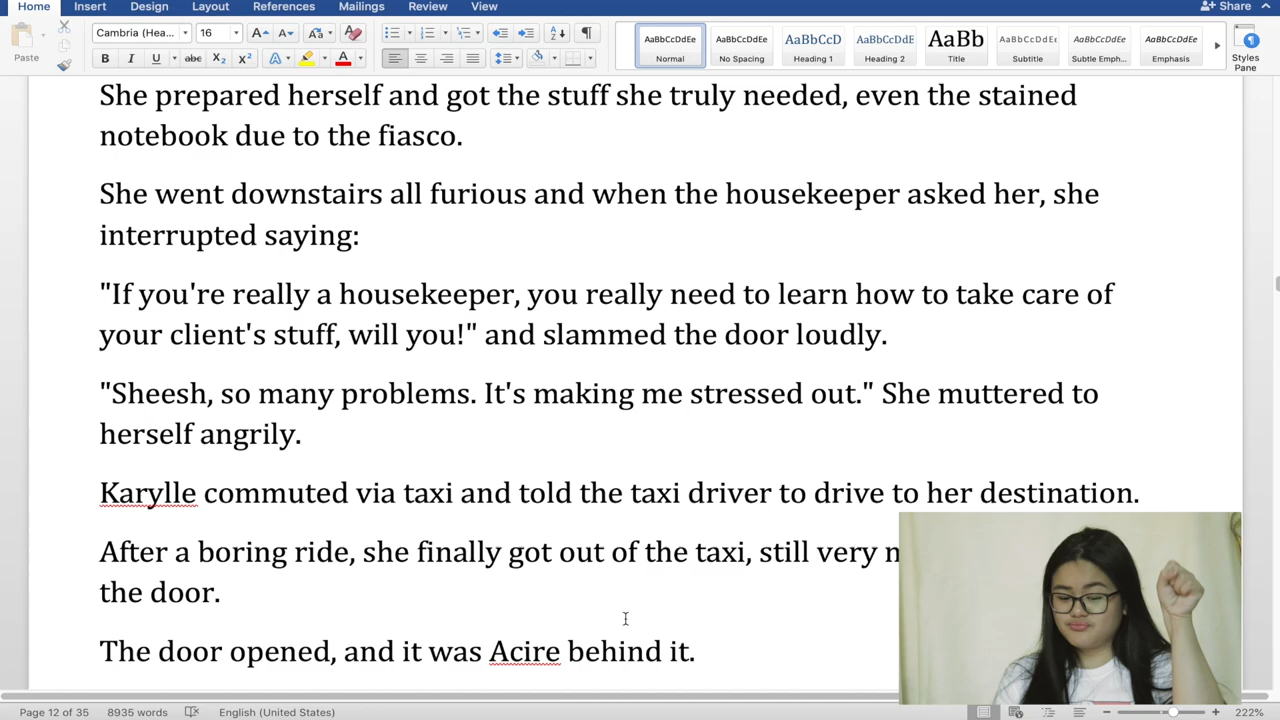 Home Insert Design Layout References Mailings Review View Share
Paste Cambria (Hea... 16 AaBbCcDdEe AaBbCcDdEe AaBbCcD AaBbCcDdE AaBb AaBbCcDdEe AaBbCcDdEe AaBbCcDdEe
B I U abc X₂ X² A A Normal No Spacing Heading 1 Heading 2 Title Subtitle Subtle Emph... Emphasis Styles Pane
She prepared herself and got the stuff she truly needed, even the stained
notebook due to the fiasco.
She went downstairs all furious and when the housekeeper asked her, she
interrupted saying:
"If you're really a housekeeper, you really need to learn how to take care of
your client's stuff, will you!" and slammed the door loudly.
"Sheesh, so many problems. It's making me stressed out." She muttered to
herself angrily.
Karylle commuted via taxi and told the taxi driver to drive to her destination.
After a boring ride, she finally got out of the taxi, still very
the door.
The door opened, and it was Acire behind it.
Page 12 of 35 8935 words English (United States) 222%